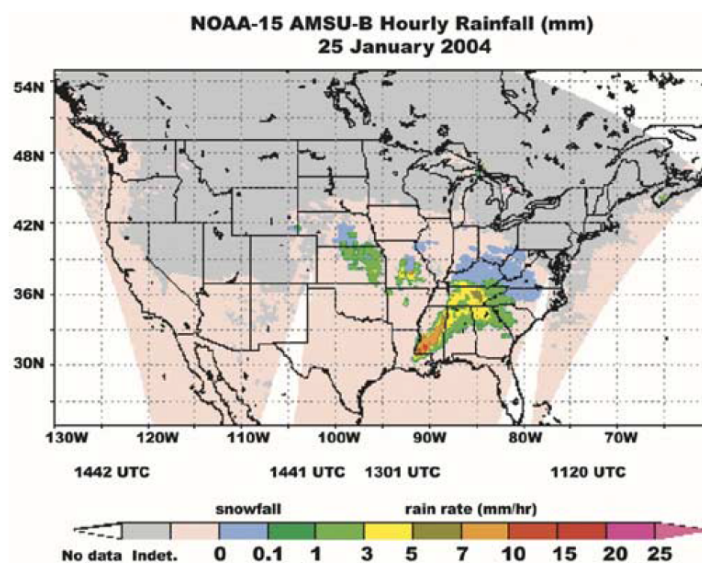 NOAA-15 AMSU-B Hourly Rainfall (mm)
25 January 2004
54N
48N
42N
36N
30N
130W 120W 110W 100W 90W 80W 70W
1442 UTC 1441 UTC 1301 UTC 1120 UTC
snowfall rain rate (mm/hr)
No data Indet. 0 0.1 1 3 5 7 10 15 20 25